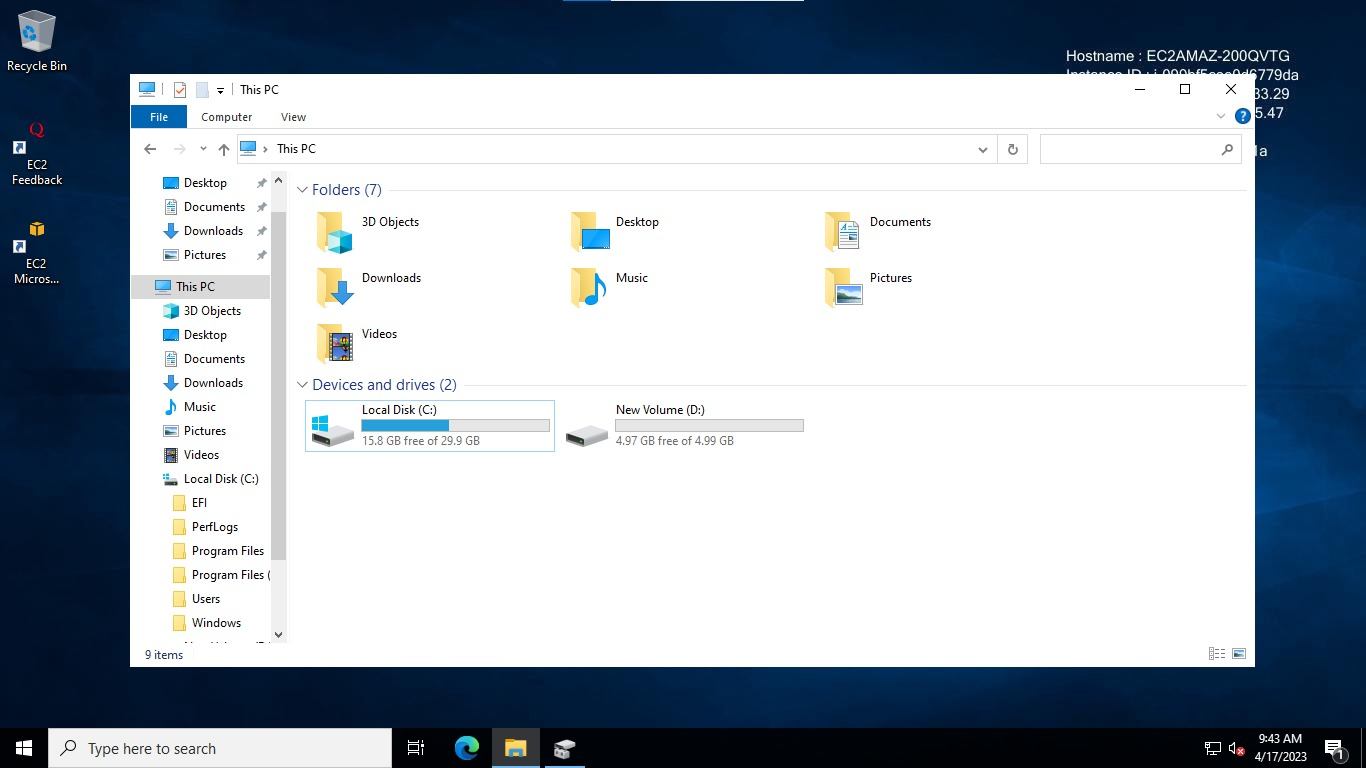 Recycle Bin
EC2
Feedback
EC2
Micros...
Hostname : EC2AMAZ-200QVTG
6779da
33.29
5.47
1a
This PC
File
Computer
View
This PC
Desktop
Documents
Downloads
Pictures
This PC
3D Objects
Desktop
Documents
Downloads
Music
Pictures
Videos
Local Disk (C:)
EFI
PerfLogs
Program Files
Program Files (
Users
Windows
Folders (7)
3D Objects
Desktop
Documents
Downloads
Music
Pictures
Videos
Devices and drives (2)
Local Disk (C:)
15.8 GB free of 29.9 GB
New Volume (D:)
4.97 GB free of 4.99 GB
9 items
Type here to search
9:43 AM
4/17/2023
1